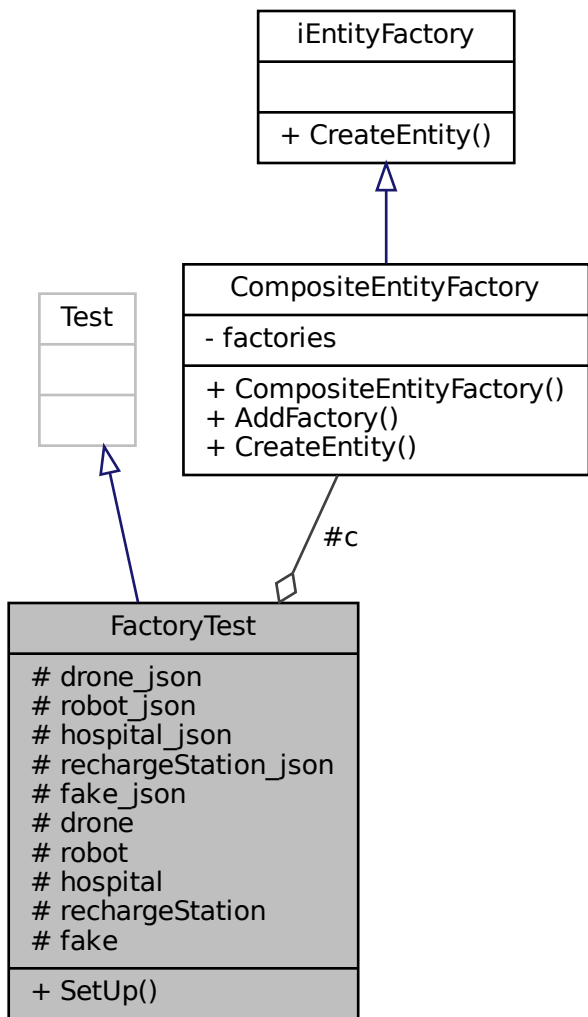 iEntityFactory
+ CreateEntity()
CompositeEntityFactory
- factories
+ CompositeEntityFactory()
+ AddFactory()
+ CreateEntity()
Test
#c
FactoryTest
# drone_json
# robot_json
# hospital_json
# rechargeStation_json
# fake_json
# drone
# robot
# hospital
# rechargeStation
# fake
+ SetUp()